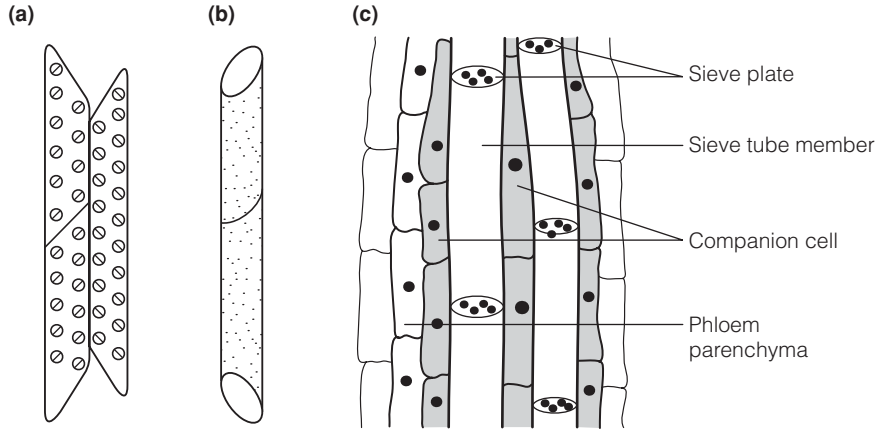 (a)
(b)
(c)
Sieve plate
Sieve tube member
Companion cell
Phloem
parenchyma